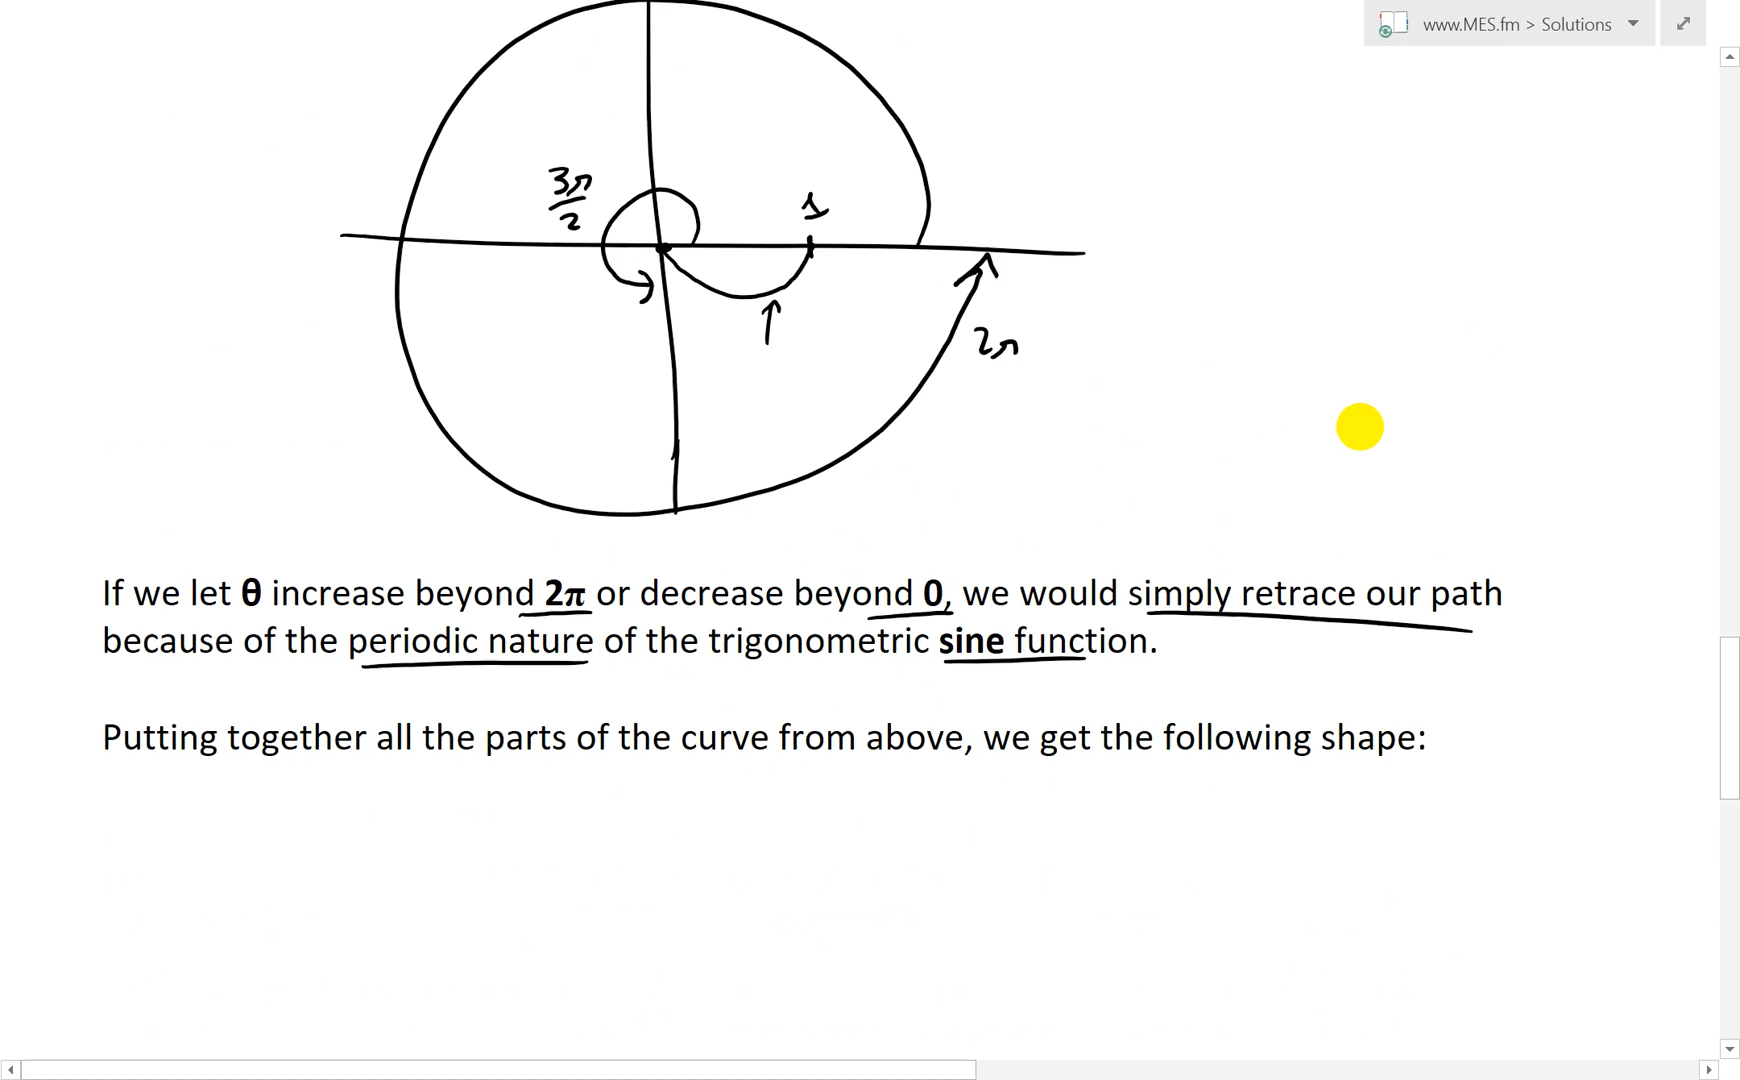 www.MES.fm > Solutions
3π
2
1
2π
If we let θ increase beyond 2π or decrease beyond 0, we would simply retrace our path
because of the periodic nature of the trigonometric sine function.
Putting together all the parts of the curve from above, we get the following shape: